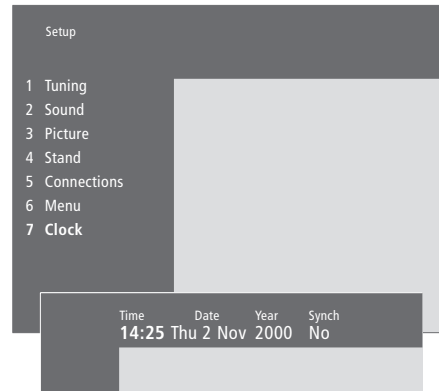 Setup
1 Tuning
2 Sound
3 Picture
4 Stand
5 Connections
6 Menu
7 Clock
Time Date Year Synch
14:25 Thu 2 Nov 2000 No